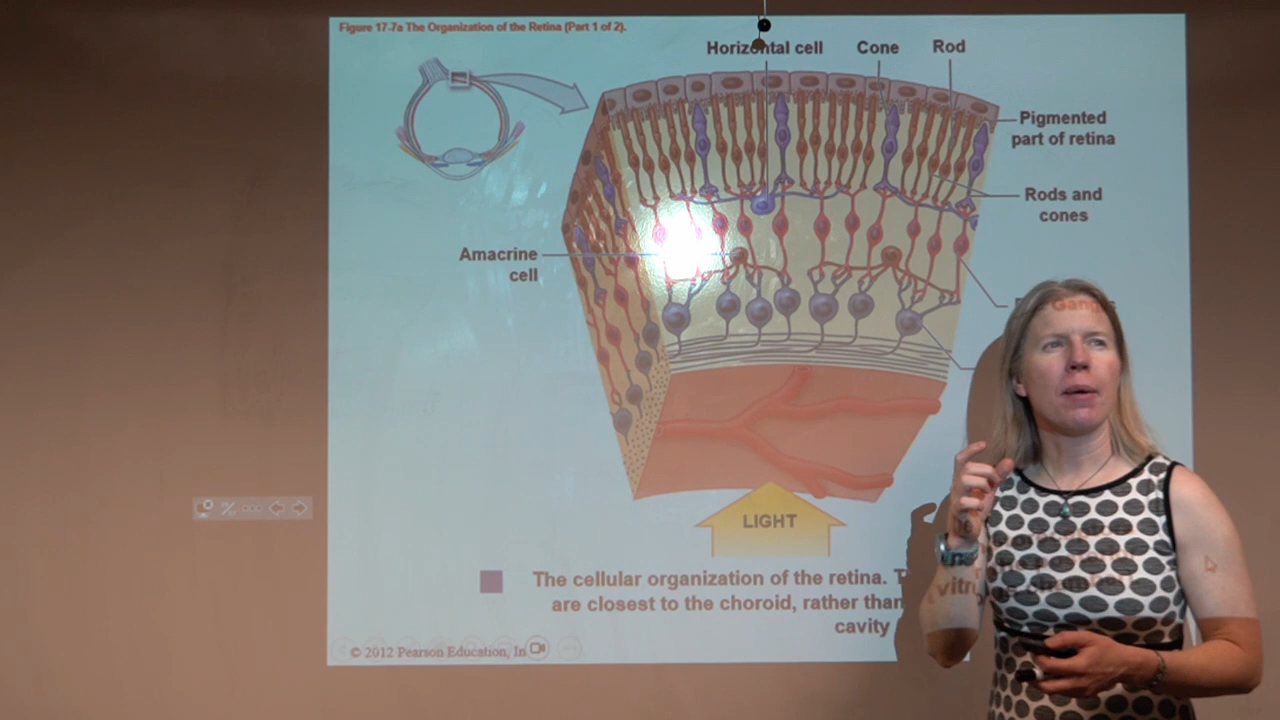 Figure 17-7a The Organization of the Retina (Part 1 of 2).
Horizontal cell
Cone
Rod
Pigmented
part of retina
Rods and
cones
Amacrine
cell
LIGHT
The cellular organization of the retina.
are closest to the choroid, rather than
cavity
© 2012 Pearson Education, In